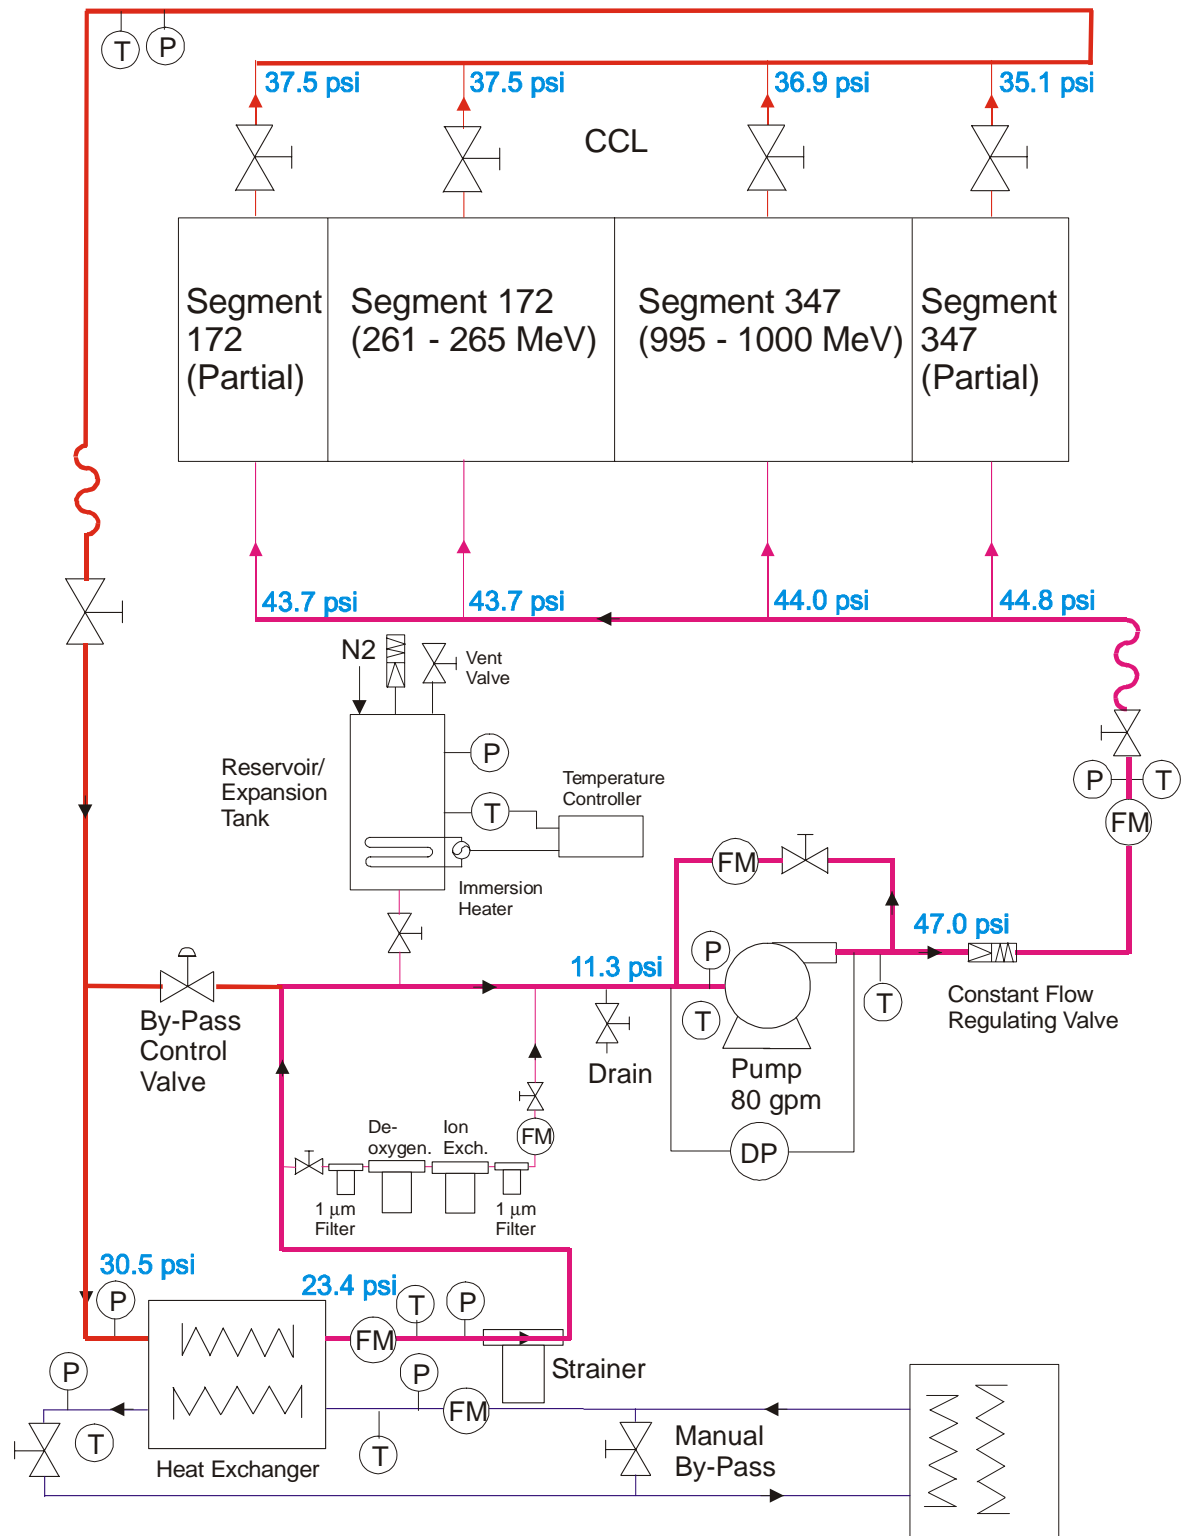 T P
37.5 psi 37.5 psi 36.9 psi 35.1 psi
CCL
Segment
172
(Partial)
Segment 172
(261 - 265 MeV)
Segment 347
(995 - 1000 MeV)
Segment
347
(Partial)
43.7 psi 43.7 psi 44.0 psi 44.8 psi
N2
Vent
Valve
P
Reservoir/
Expansion
Tank
T
Temperature
Controller
Immersion
Heater
P T
FM
FM
47.0 psi
11.3 psi
P
T
T
Constant Flow
Regulating Valve
By-Pass
Control
Valve
Drain
Pump
80 gpm
DP
De-
oxygen.
Ion
Exch.
FM
1 µm
Filter
1 µm
Filter
30.5 psi
P
23.4 psi
T P
FM
Strainer
P
T
Heat Exchanger
P
FM
T
Manual
By-Pass